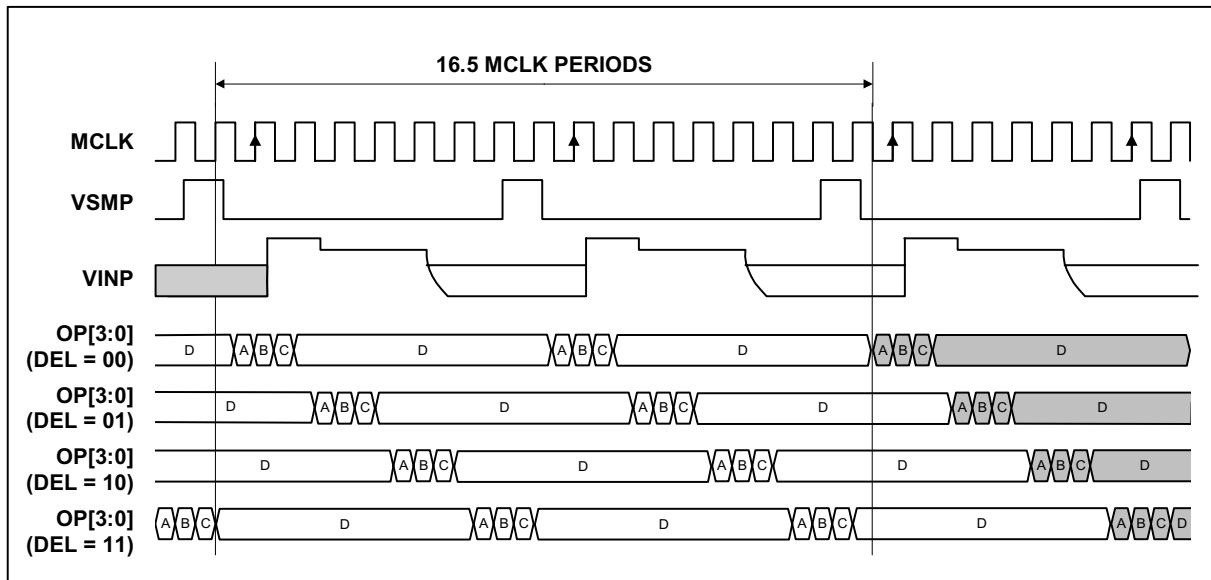 16.5 MCLK PERIODS
MCLK
VSMP
VINP
OP[3:0]
(DEL = 00)
D A B C D A B C D A B C D
OP[3:0]
(DEL = 01)
D A B C D A B C D A B C D
OP[3:0]
(DEL = 10)
D A B C D A B C D A B C D
OP[3:0]
(DEL = 11)
A B C D A B C D A B C D A B C D